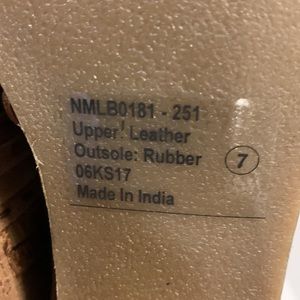 NMLB0181 - 251
Upper: Leather
Outsole: Rubber
7
06KS17
Made In India